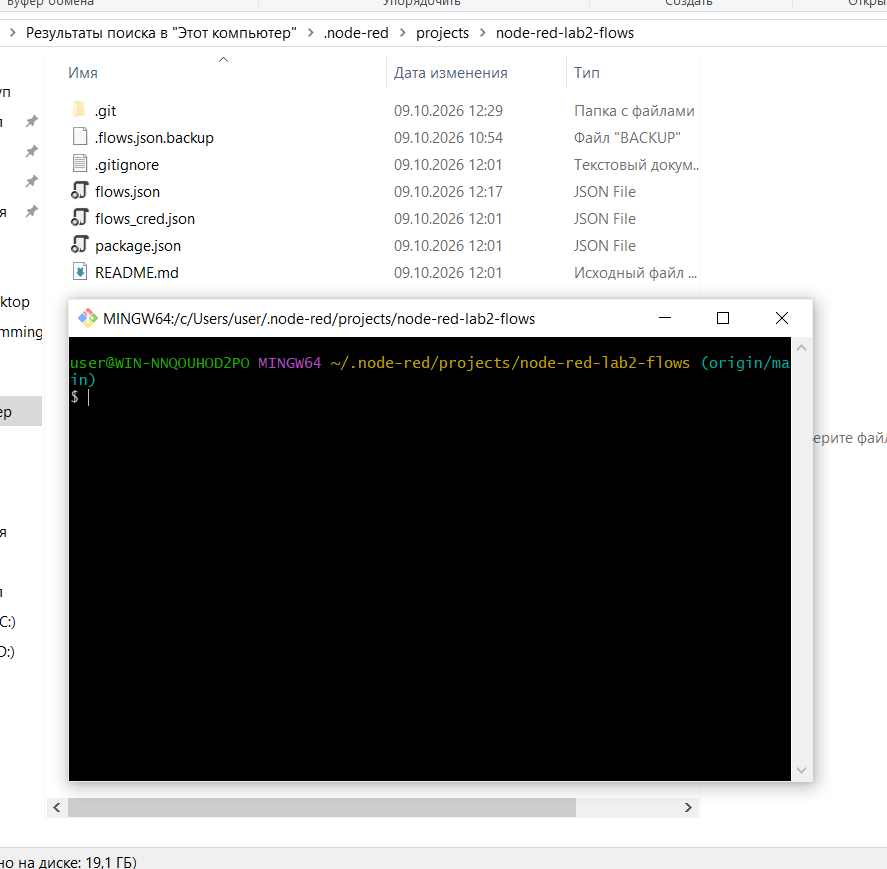 Буфер обмена Упорядочить Создать
Результаты поиска в "Этот компьютер" .node-red projects node-red-lab2-flows
Имя Дата изменения Тип
.git 09.10.2026 12:29 Папка с файлами
.flows.json.backup 09.10.2026 10:54 Файл "BACKUP"
.gitignore 09.10.2026 12:01 Текстовый докум...
flows.json 09.10.2026 12:17 JSON File
flows_cred.json 09.10.2026 12:01 JSON File
package.json 09.10.2026 12:01 JSON File
README.md 09.10.2026 12:01 Исходный файл ...
ktop
mming
MINGW64:/c/Users/user/.node-red/projects/node-red-lab2-flows
user@WIN-NNQOUHOD2PO MINGW64 ~/.node-red/projects/node-red-lab2-flows (origin/ma
in)
$
ер
ерите файл
я
C:)
D:)
но на диске: 19,1 ГБ)